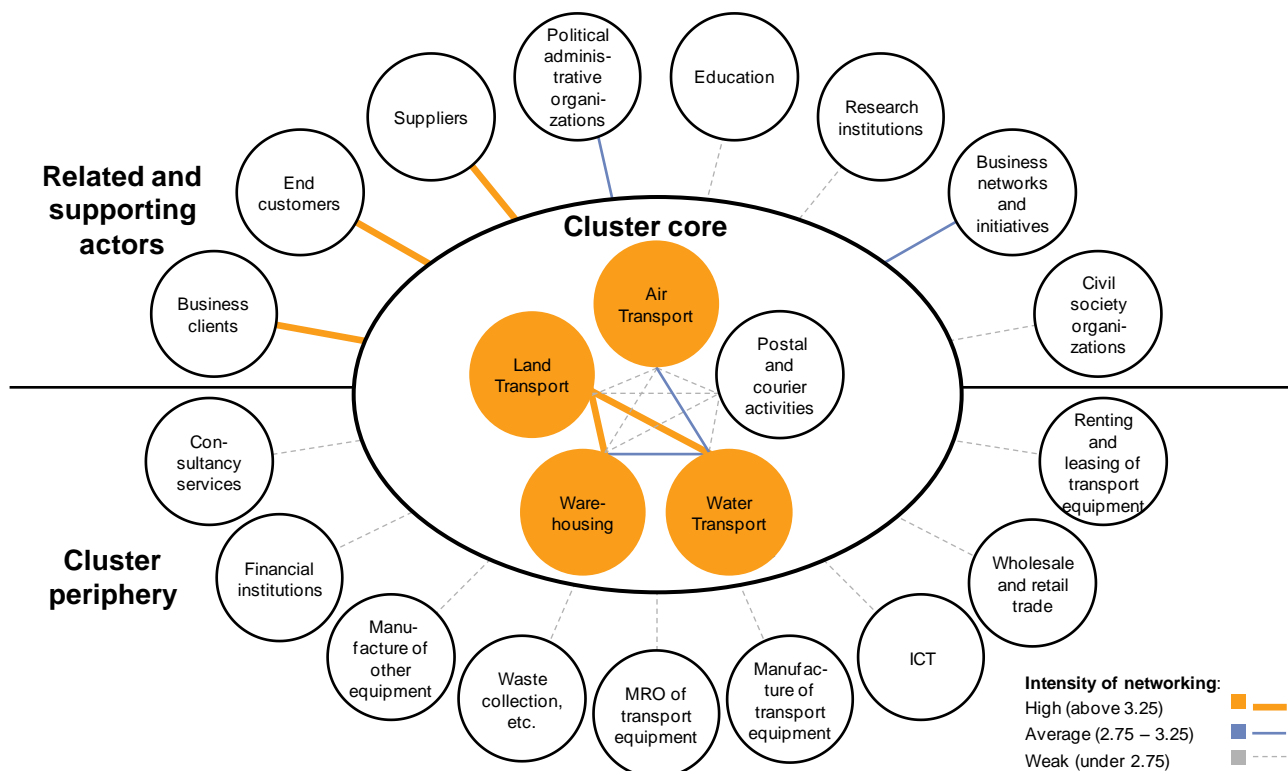 Political
adminis-
trative
organi-
zations
Education
Suppliers
Research
institutions
Related and
supporting
actors
End
customers
Business
networks
and
initiatives
Business
clients
Civil
society
organi-
zations
Cluster core
Air
Transport
Land
Transport
Postal
and
courier
activities
Ware-
housing
Water
Transport
Cluster
periphery
Con-
sultancy
services
Financial
institutions
Manu-
facture of
other
equipment
Waste
collection,
etc.
MRO of
transport
equipment
Manufac-
ture of
transport
equipment
ICT
Wholesale
and retail
trade
Renting
and
leasing of
transport
equipment
Intensity of networking:
High (above 3.25)
Average (2.75 – 3.25)
Weak (under 2.75)